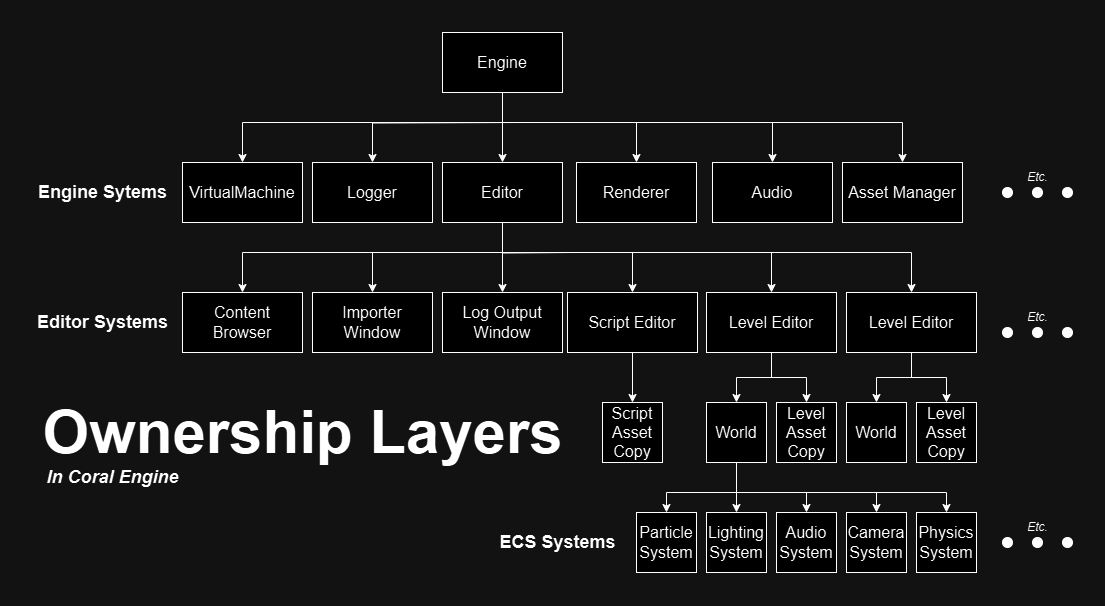 Engine
Engine Sytems
VirtualMachine
Logger
Editor
Renderer
Audio
Asset Manager
Etc.
Editor Systems
Content
Browser
Importer
Window
Log Output
Window
Script Editor
Level Editor
Level Editor
Etc.
Ownership Layers
In Coral Engine
Script
Asset
Copy
World
Level
Asset
Copy
World
Level
Asset
Copy
ECS Systems
Particle
System
Lighting
System
Audio
System
Camera
System
Physics
System
Etc.